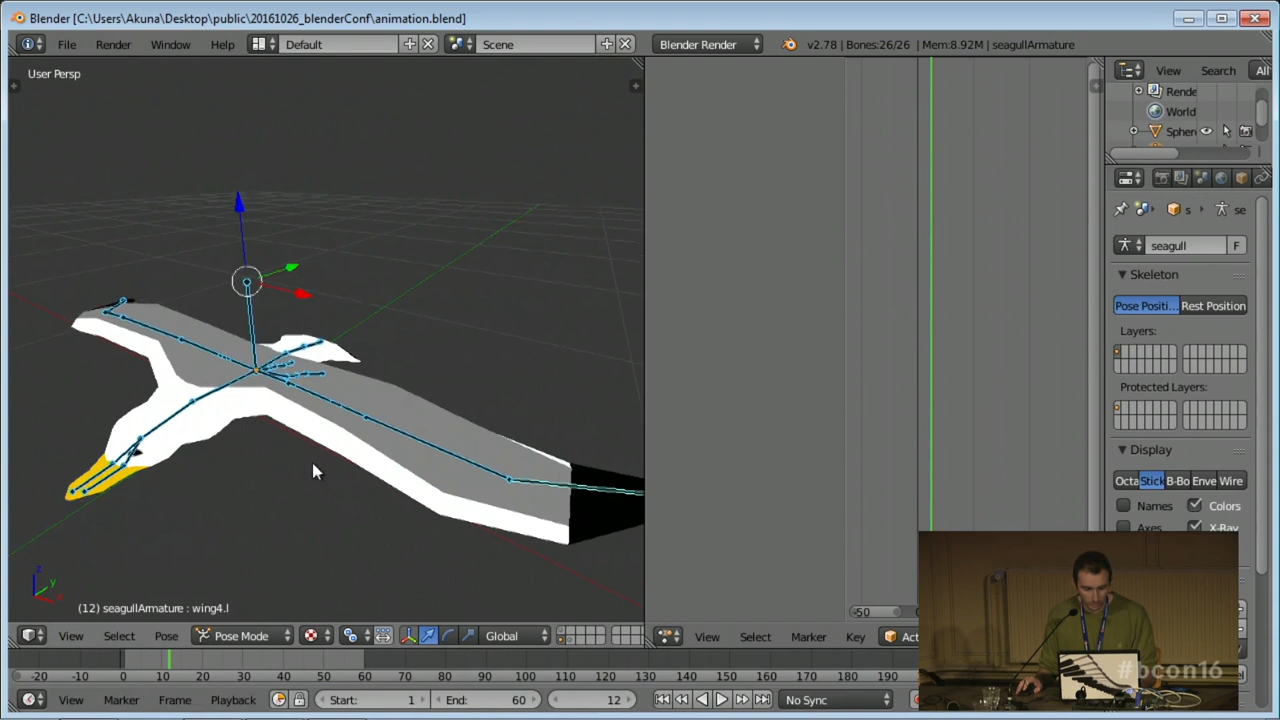 Blender [C:\Users\Akuna\Desktop\public\20161026_blenderConf\animation.blend]
File Render Window Help Default Scene Blender Render v2.78 | Bones:26/26 | Mem:8.92M | seagullArmature
User Persp
View Search All
Rende
World
Spher
s se
seagull F
Skeleton
Pose Positi... Rest Position
Layers:
Protected Layers:
Display
Octa Stick B-Bo Enve Wire
Names Colors
Axes X-Ray
z
y
x
(12) seagullArmature : wing4.l
-50 0
View Select Pose Pose Mode Global View Select Marker Key Act
-20 -10 0 10 20 30 40 50 60 70 80 90 100 110 120 130 140 150 160 170 180 190
View Marker Frame Playback Start: 1 End: 60 12 No Sync
#bcon16